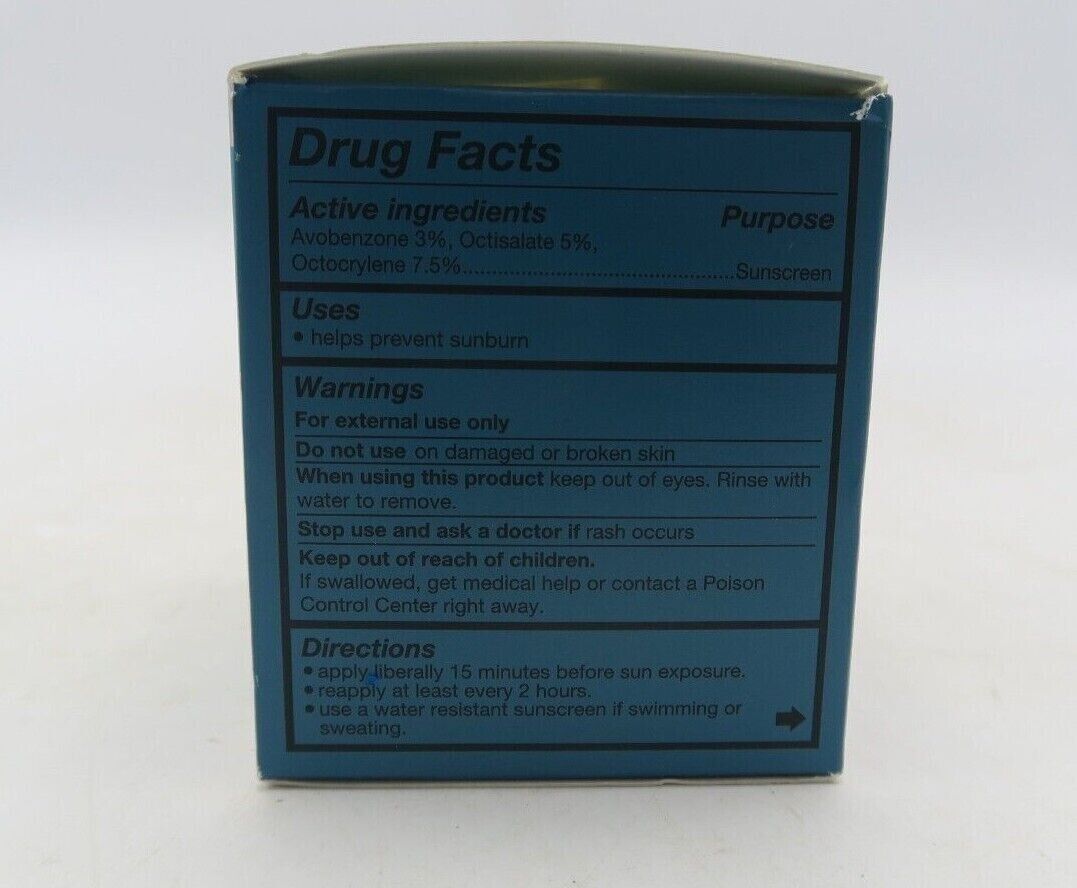 Drug Facts
Active ingredients Purpose
Avobenzone 3%, Octisalate 5%,
Octocrylene 7.5%..........................................Sunscreen
Uses
• helps prevent sunburn
Warnings
For external use only
Do not use on damaged or broken skin
When using this product keep out of eyes. Rinse with
water to remove.
Stop use and ask a doctor if rash occurs
Keep out of reach of children.
If swallowed, get medical help or contact a Poison
Control Center right away.
Directions
• apply liberally 15 minutes before sun exposure.
• reapply at least every 2 hours.
• use a water resistant sunscreen if swimming or
sweating.